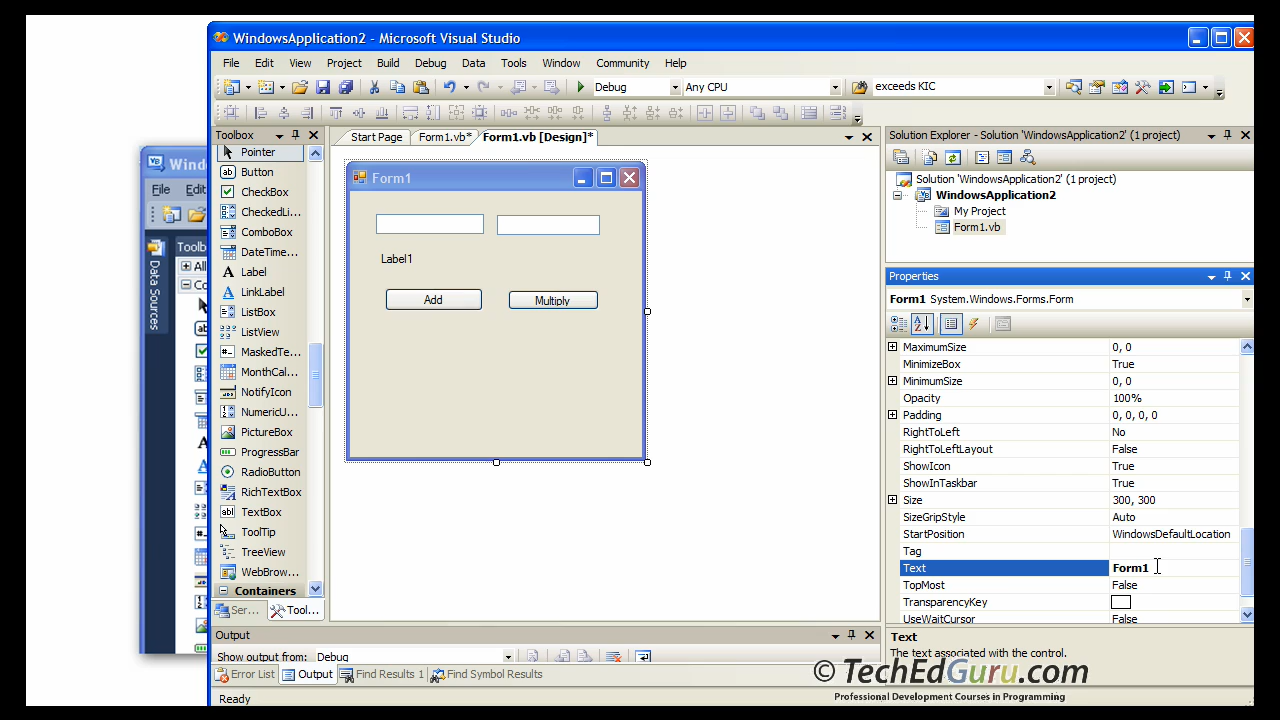 WindowsApplication2 - Microsoft Visual Studio
File Edit View Project Build Debug Data Tools Window Community Help
Debug Any CPU exceeds KIC
Toolbox
Pointer
Button
CheckBox
CheckedLi...
ComboBox
DateTime...
Label
LinkLabel
ListBox
ListView
MaskedTe...
MonthCal...
NotifyIcon
NumericU...
PictureBox
ProgressBar
RadioButton
RichTextBox
TextBox
ToolTip
TreeView
WebBrow...
Containers
Ser... Tool...
Start Page Form1.vb* Form1.vb [Design]*
Form1
Label1
Add Multiply
Output
Show output from: Debug
Error List Output Find Results 1 Find Symbol Results
Ready
Solution Explorer - Solution 'WindowsApplication2' (1 project)
Solution 'WindowsApplication2' (1 project)
WindowsApplication2
My Project
Form1.vb
Properties
Form1 System.Windows.Forms.Form
MaximumSize 0, 0
MinimizeBox True
MinimumSize 0, 0
Opacity 100%
Padding 0, 0, 0, 0
RightToLeft No
RightToLeftLayout False
ShowIcon True
ShowInTaskbar True
Size 300, 300
SizeGripStyle Auto
StartPosition WindowsDefaultLocation
Tag
Text Form1
TopMost False
TransparencyKey
UseWaitCursor False
Text
The text associated with the control.
© TechEdGuru.com
Professional Development Courses in Programming
Wind
File Edit
Toolb
All
Co
Data Sources